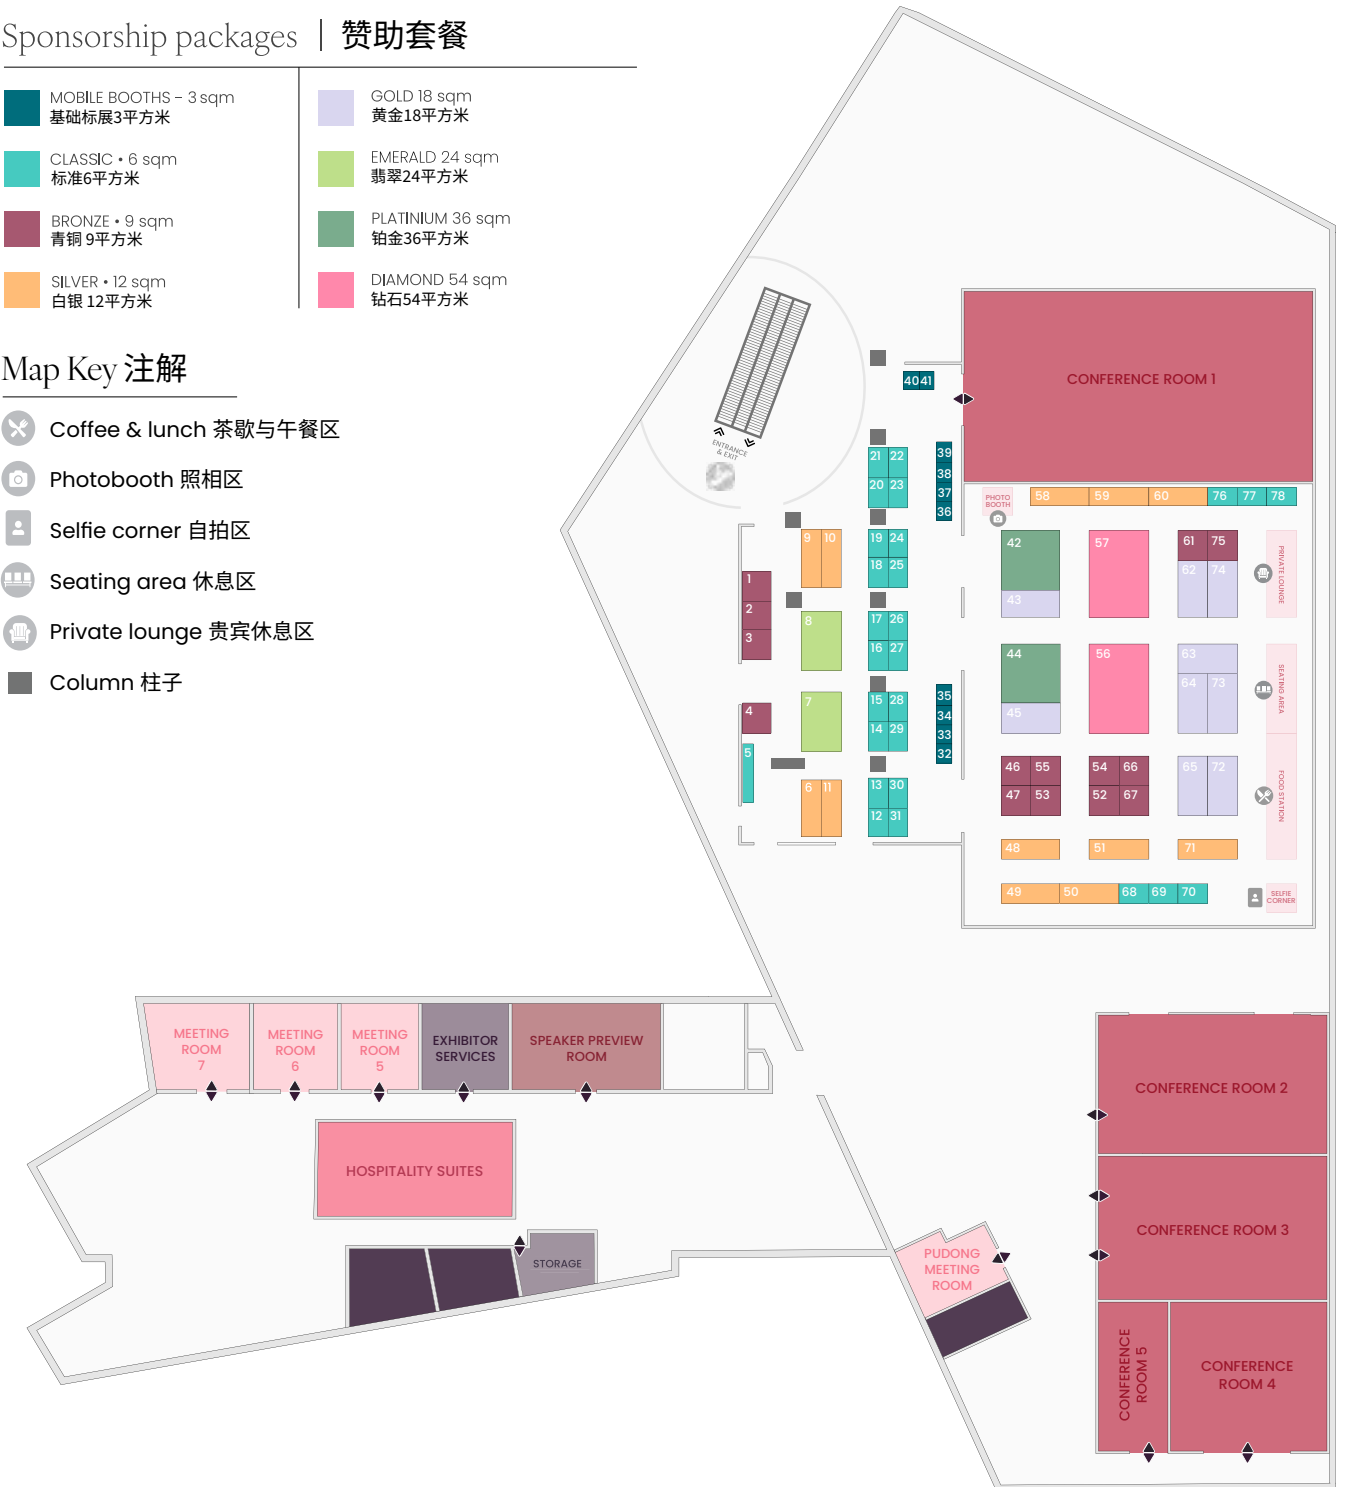 Sponsorship packages | 赞助套餐
MOBILE BOOTHS – 3 sqm
基础标展3平方米
CLASSIC • 6 sqm
标准6平方米
BRONZE • 9 sqm
青铜 9平方米
SILVER • 12 sqm
白银 12平方米
GOLD 18 sqm
黄金18平方米
EMERALD 24 sqm
翡翠24平方米
PLATINIUM 36 sqm
铂金36平方米
DIAMOND 54 sqm
钻石54平方米
Map Key 注解
Coffee & lunch 茶歇与午餐区
Photobooth 照相区
Selfie corner 自拍区
Seating area 休息区
Private lounge 贵宾休息区
Column 柱子
ENTRANCE
& EXIT
40 41
CONFERENCE ROOM 1
21 22
20 23
39
38
37
36
PHOTO
BOOTH
58 59 60 76 77 78
9 10
19 24
18 25
42
43
57
61 75
62 74
PRIVATE LOUNGE
1
2
3
8
17 26
16 27
44
45
56
63
64 73
SEATING AREA
4
5
7
15 28
14 29
35
34
33
32
46 55
47 53
54 66
52 67
65 72
FOOD STATION
6 11
13 30
12 31
48 51 71
49 50 68 69 70
SELFIE
CORNER
MEETING
ROOM
7
MEETING
ROOM
6
MEETING
ROOM
5
EXHIBITOR
SERVICES
SPEAKER PREVIEW
ROOM
HOSPITALITY SUITES
STORAGE
PUDONG
MEETING
ROOM
CONFERENCE ROOM 2
CONFERENCE ROOM 3
CONFERENCE
ROOM 5
CONFERENCE
ROOM 4